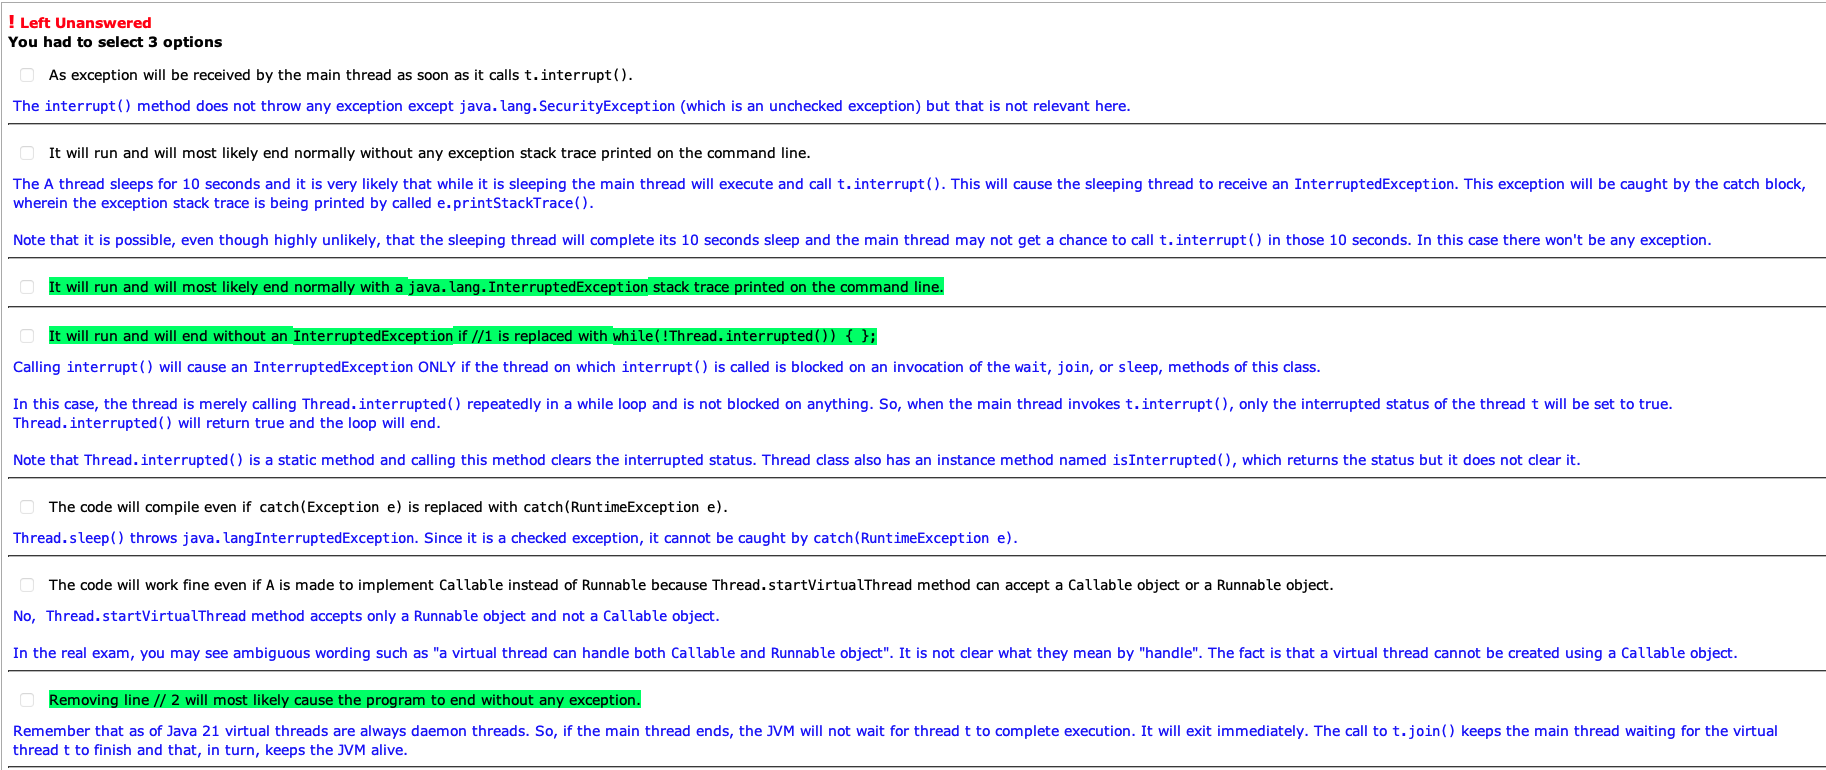 ! Left Unanswered
You had to select 3 options
As exception will be received by the main thread as soon as it calls t.interrupt().
The interrupt() method does not throw any exception except java.lang.SecurityException (which is an unchecked exception) but that is not relevant here.
It will run and will most likely end normally without any exception stack trace printed on the command line.
The A thread sleeps for 10 seconds and it is very likely that while it is sleeping the main thread will execute and call t.interrupt(). This will cause the sleeping thread to receive an InterruptedException. This exception will be caught by the catch block,
wherein the exception stack trace is being printed by called e.printStackTrace().
Note that it is possible, even though highly unlikely, that the sleeping thread will complete its 10 seconds sleep and the main thread may not get a chance to call t.interrupt() in those 10 seconds. In this case there won't be any exception.
It will run and will most likely end normally with a java.lang.InterruptedException stack trace printed on the command line.
It will run and will end without an InterruptedException if //1 is replaced with while(!Thread.interrupted()) { };
Calling interrupt() will cause an InterruptedException ONLY if the thread on which interrupt() is called is blocked on an invocation of the wait, join, or sleep, methods of this class.
In this case, the thread is merely calling Thread.interrupted() repeatedly in a while loop and is not blocked on anything. So, when the main thread invokes t.interrupt(), only the interrupted status of the thread t will be set to true.
Thread.interrupted() will return true and the loop will end.
Note that Thread.interrupted() is a static method and calling this method clears the interrupted status. Thread class also has an instance method named isInterrupted(), which returns the status but it does not clear it.
The code will compile even if catch(Exception e) is replaced with catch(RuntimeException e).
Thread.sleep() throws java.langInterruptedException. Since it is a checked exception, it cannot be caught by catch(RuntimeException e).
The code will work fine even if A is made to implement Callable instead of Runnable because Thread.startVirtualThread method can accept a Callable object or a Runnable object.
No, Thread.startVirtualThread method accepts only a Runnable object and not a Callable object.
In the real exam, you may see ambiguous wording such as "a virtual thread can handle both Callable and Runnable object". It is not clear what they mean by "handle". The fact is that a virtual thread cannot be created using a Callable object.
Removing line // 2 will most likely cause the program to end without any exception.
Remember that as of Java 21 virtual threads are always daemon threads. So, if the main thread ends, the JVM will not wait for thread t to complete execution. It will exit immediately. The call to t.join() keeps the main thread waiting for the virtual
thread t to finish and that, in turn, keeps the JVM alive.